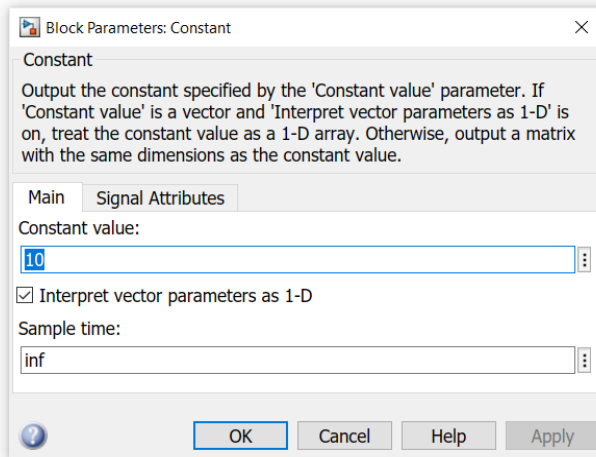 Block Parameters: Constant
Constant
Output the constant specified by the 'Constant value' parameter. If
'Constant value' is a vector and 'Interpret vector parameters as 1-D' is
on, treat the constant value as a 1-D array. Otherwise, output a matrix
with the same dimensions as the constant value.
Main Signal Attributes
Constant value:
10
Interpret vector parameters as 1-D
Sample time:
inf
OK Cancel Help Apply